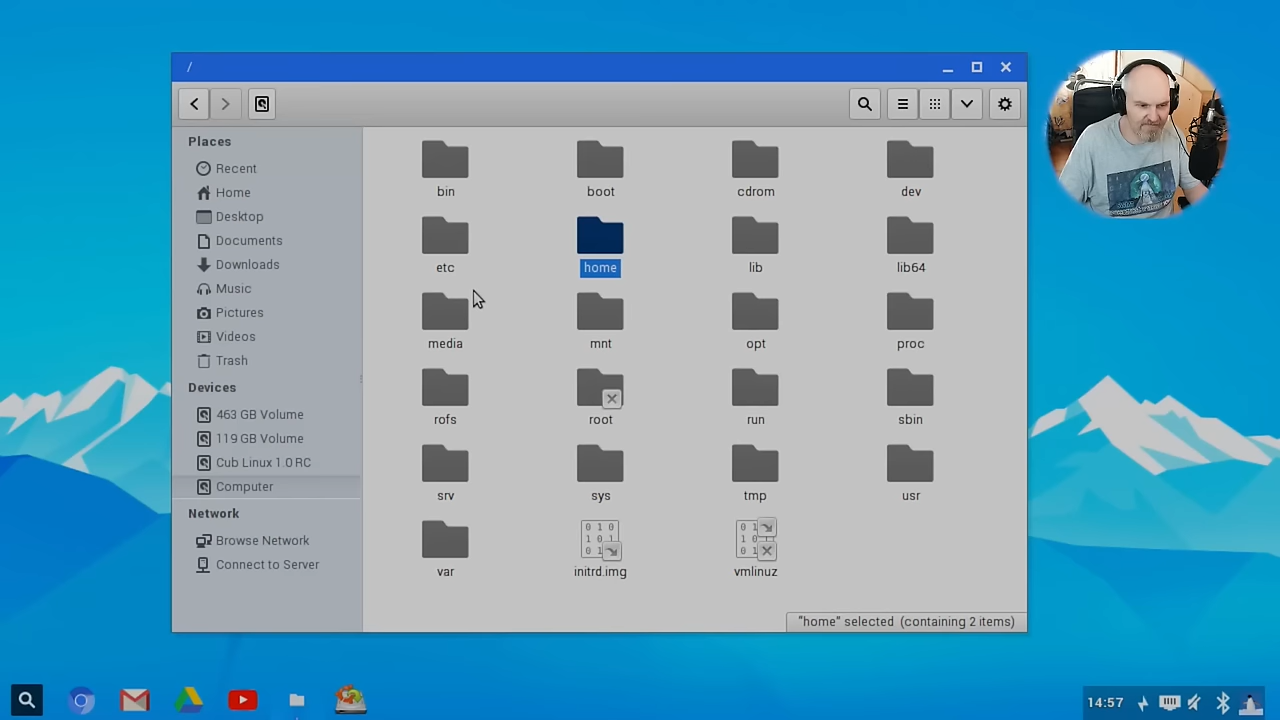 /
Places
Recent
Home
Desktop
Documents
Downloads
Music
Pictures
Videos
Trash
Devices
463 GB Volume
119 GB Volume
Cub Linux 1.0 RC
Computer
Network
Browse Network
Connect to Server
bin
boot
cdrom
dev
etc
home
lib
lib64
media
mnt
opt
proc
rofs
root
run
sbin
srv
sys
tmp
usr
var
initrd.img
vmlinuz
"home" selected (containing 2 items)
14:57